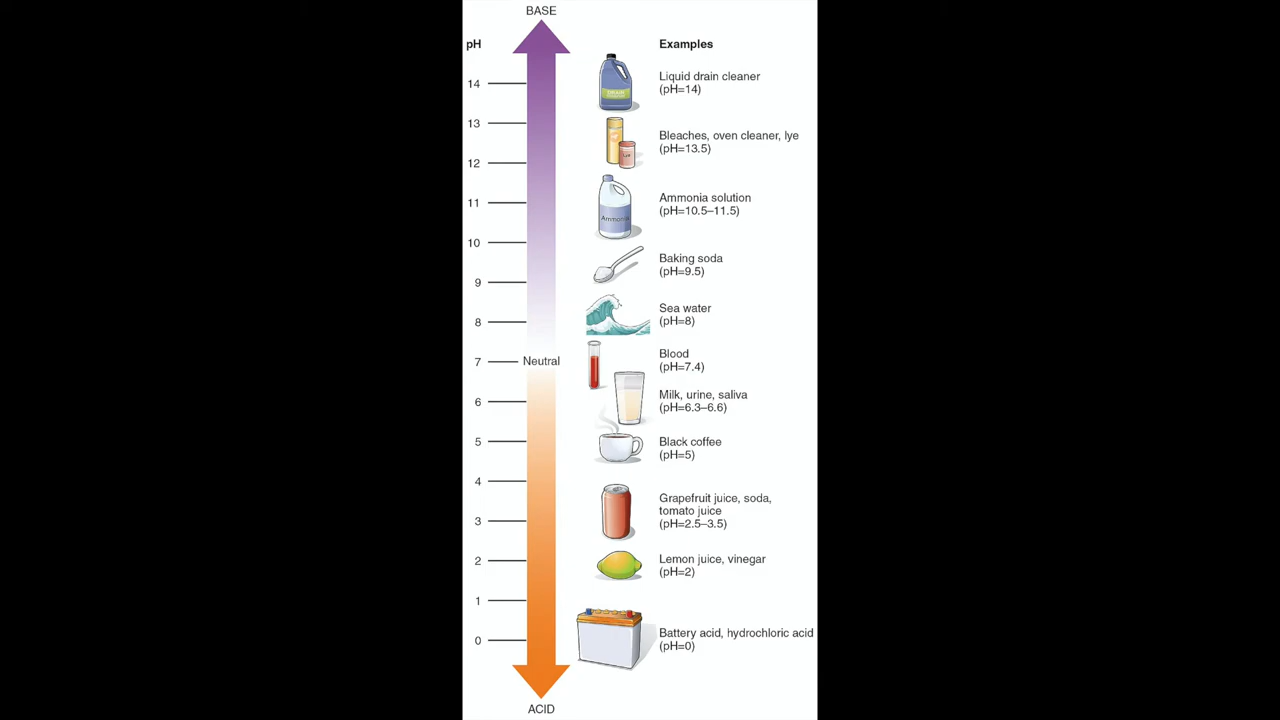 BASE
pH
Examples
14
Liquid drain cleaner
(pH=14)
DRAIN
13
Bleaches, oven cleaner, lye
(pH=13.5)
Lye
12
11
Ammonia solution
(pH=10.5–11.5)
Ammonia
10
Baking soda
(pH=9.5)
9
8
Sea water
(pH=8)
7
Neutral
Blood
(pH=7.4)
6
Milk, urine, saliva
(pH=6.3–6.6)
5
Black coffee
(pH=5)
4
Grapefruit juice, soda,
tomato juice
(pH=2.5–3.5)
3
2
Lemon juice, vinegar
(pH=2)
1
0
Battery acid, hydrochloric acid
(pH=0)
ACID